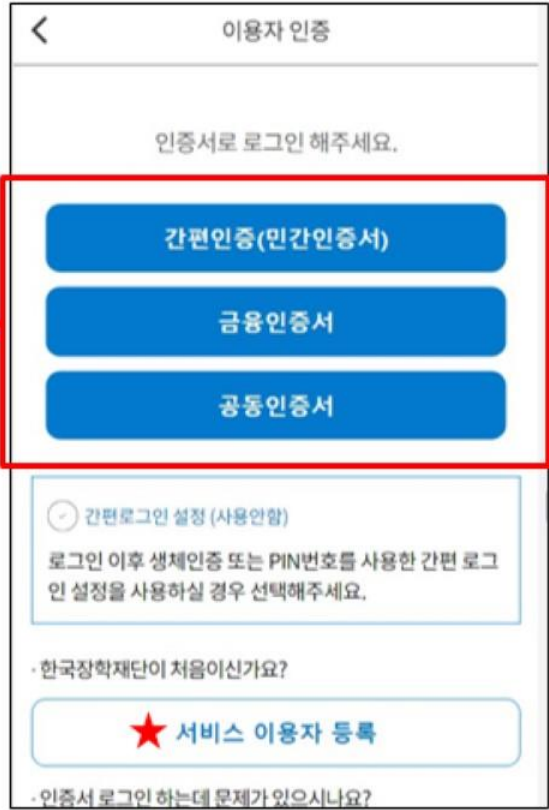 이용자 인증
인증서로 로그인 해주세요.
간편인증(민간인증서)
금융인증서
공동인증서
간편로그인 설정 (사용안함)
로그인 이후 생체인증 또는 PIN번호를 사용한 간편 로그
인 설정을 사용하실 경우 선택해주세요.
· 한국장학재단이 처음이신가요?
★ 서비스 이용자 등록
· 인증서 로그인 하는데 문제가 있으시나요?